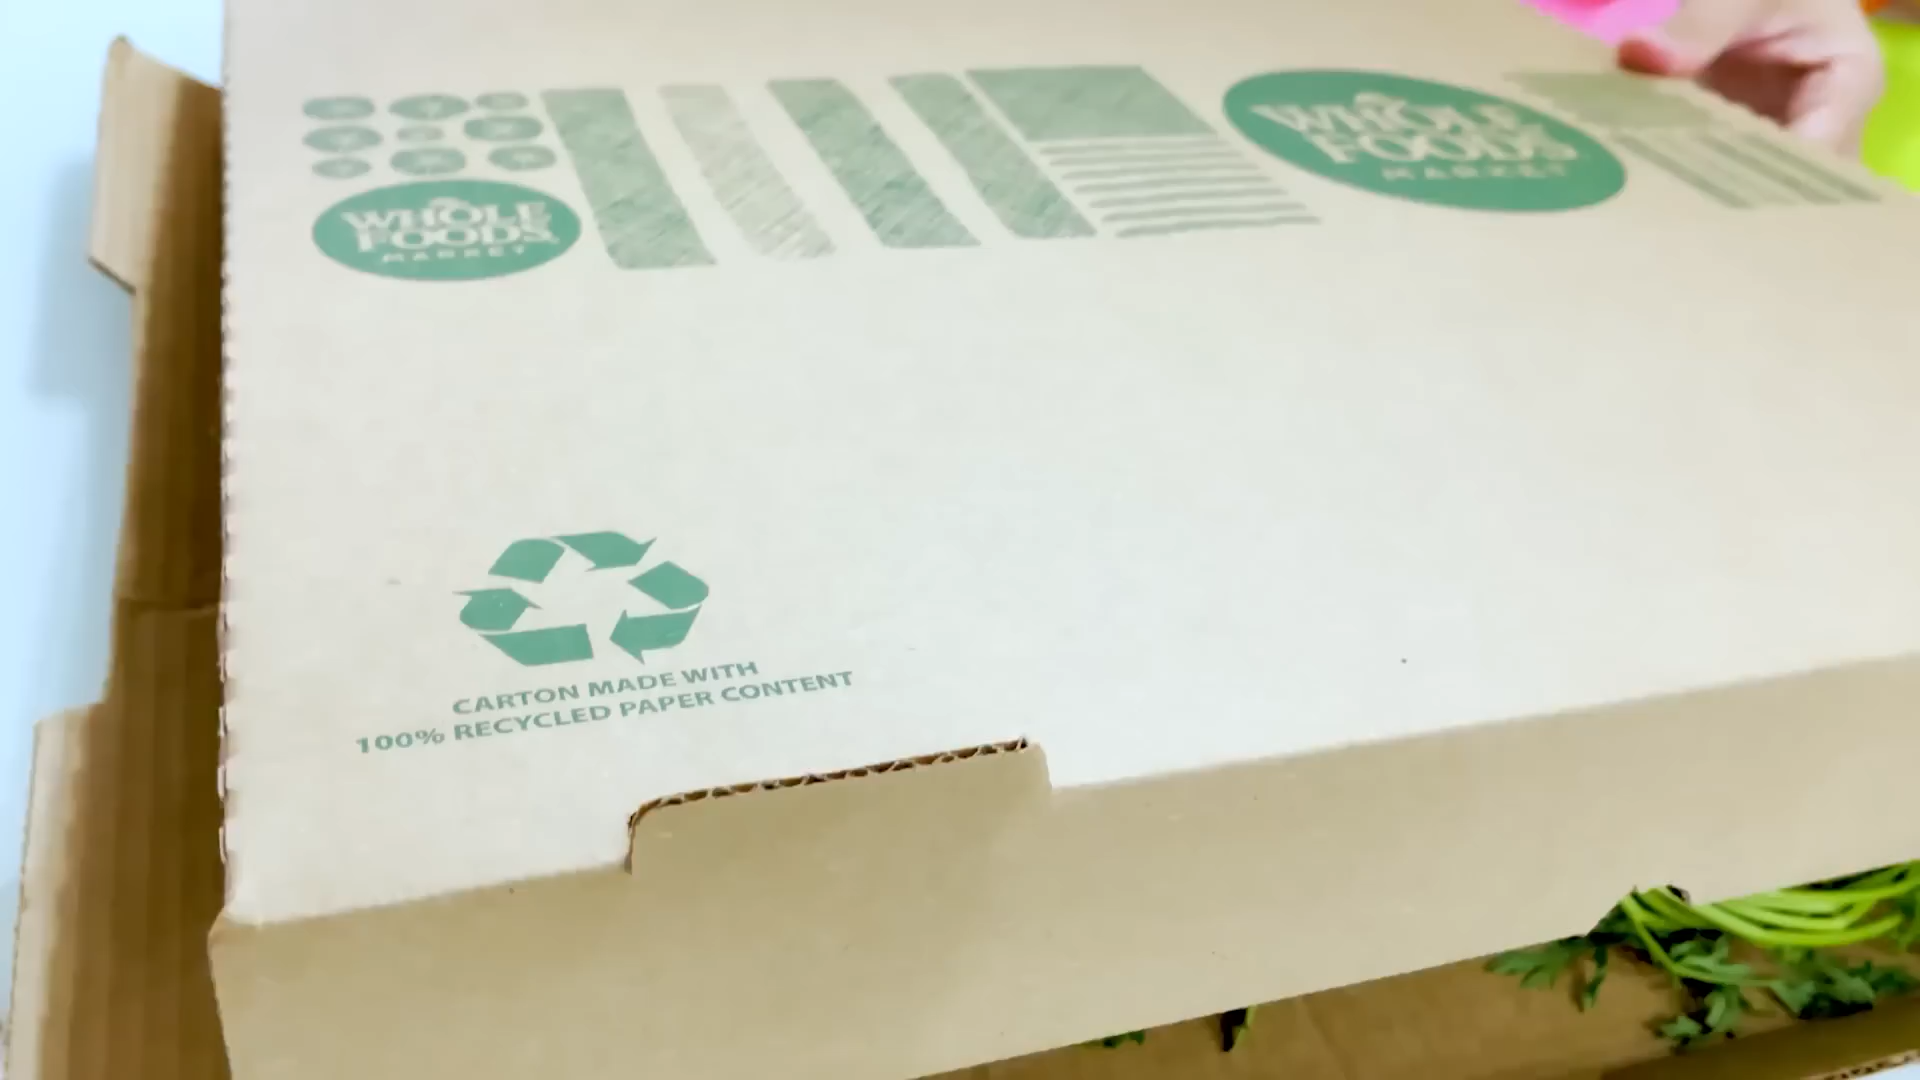 WHOLE
FOODS
MARKET
WHOLE
FOODS
MARKET
CARTON MADE WITH
100% RECYCLED PAPER CONTENT